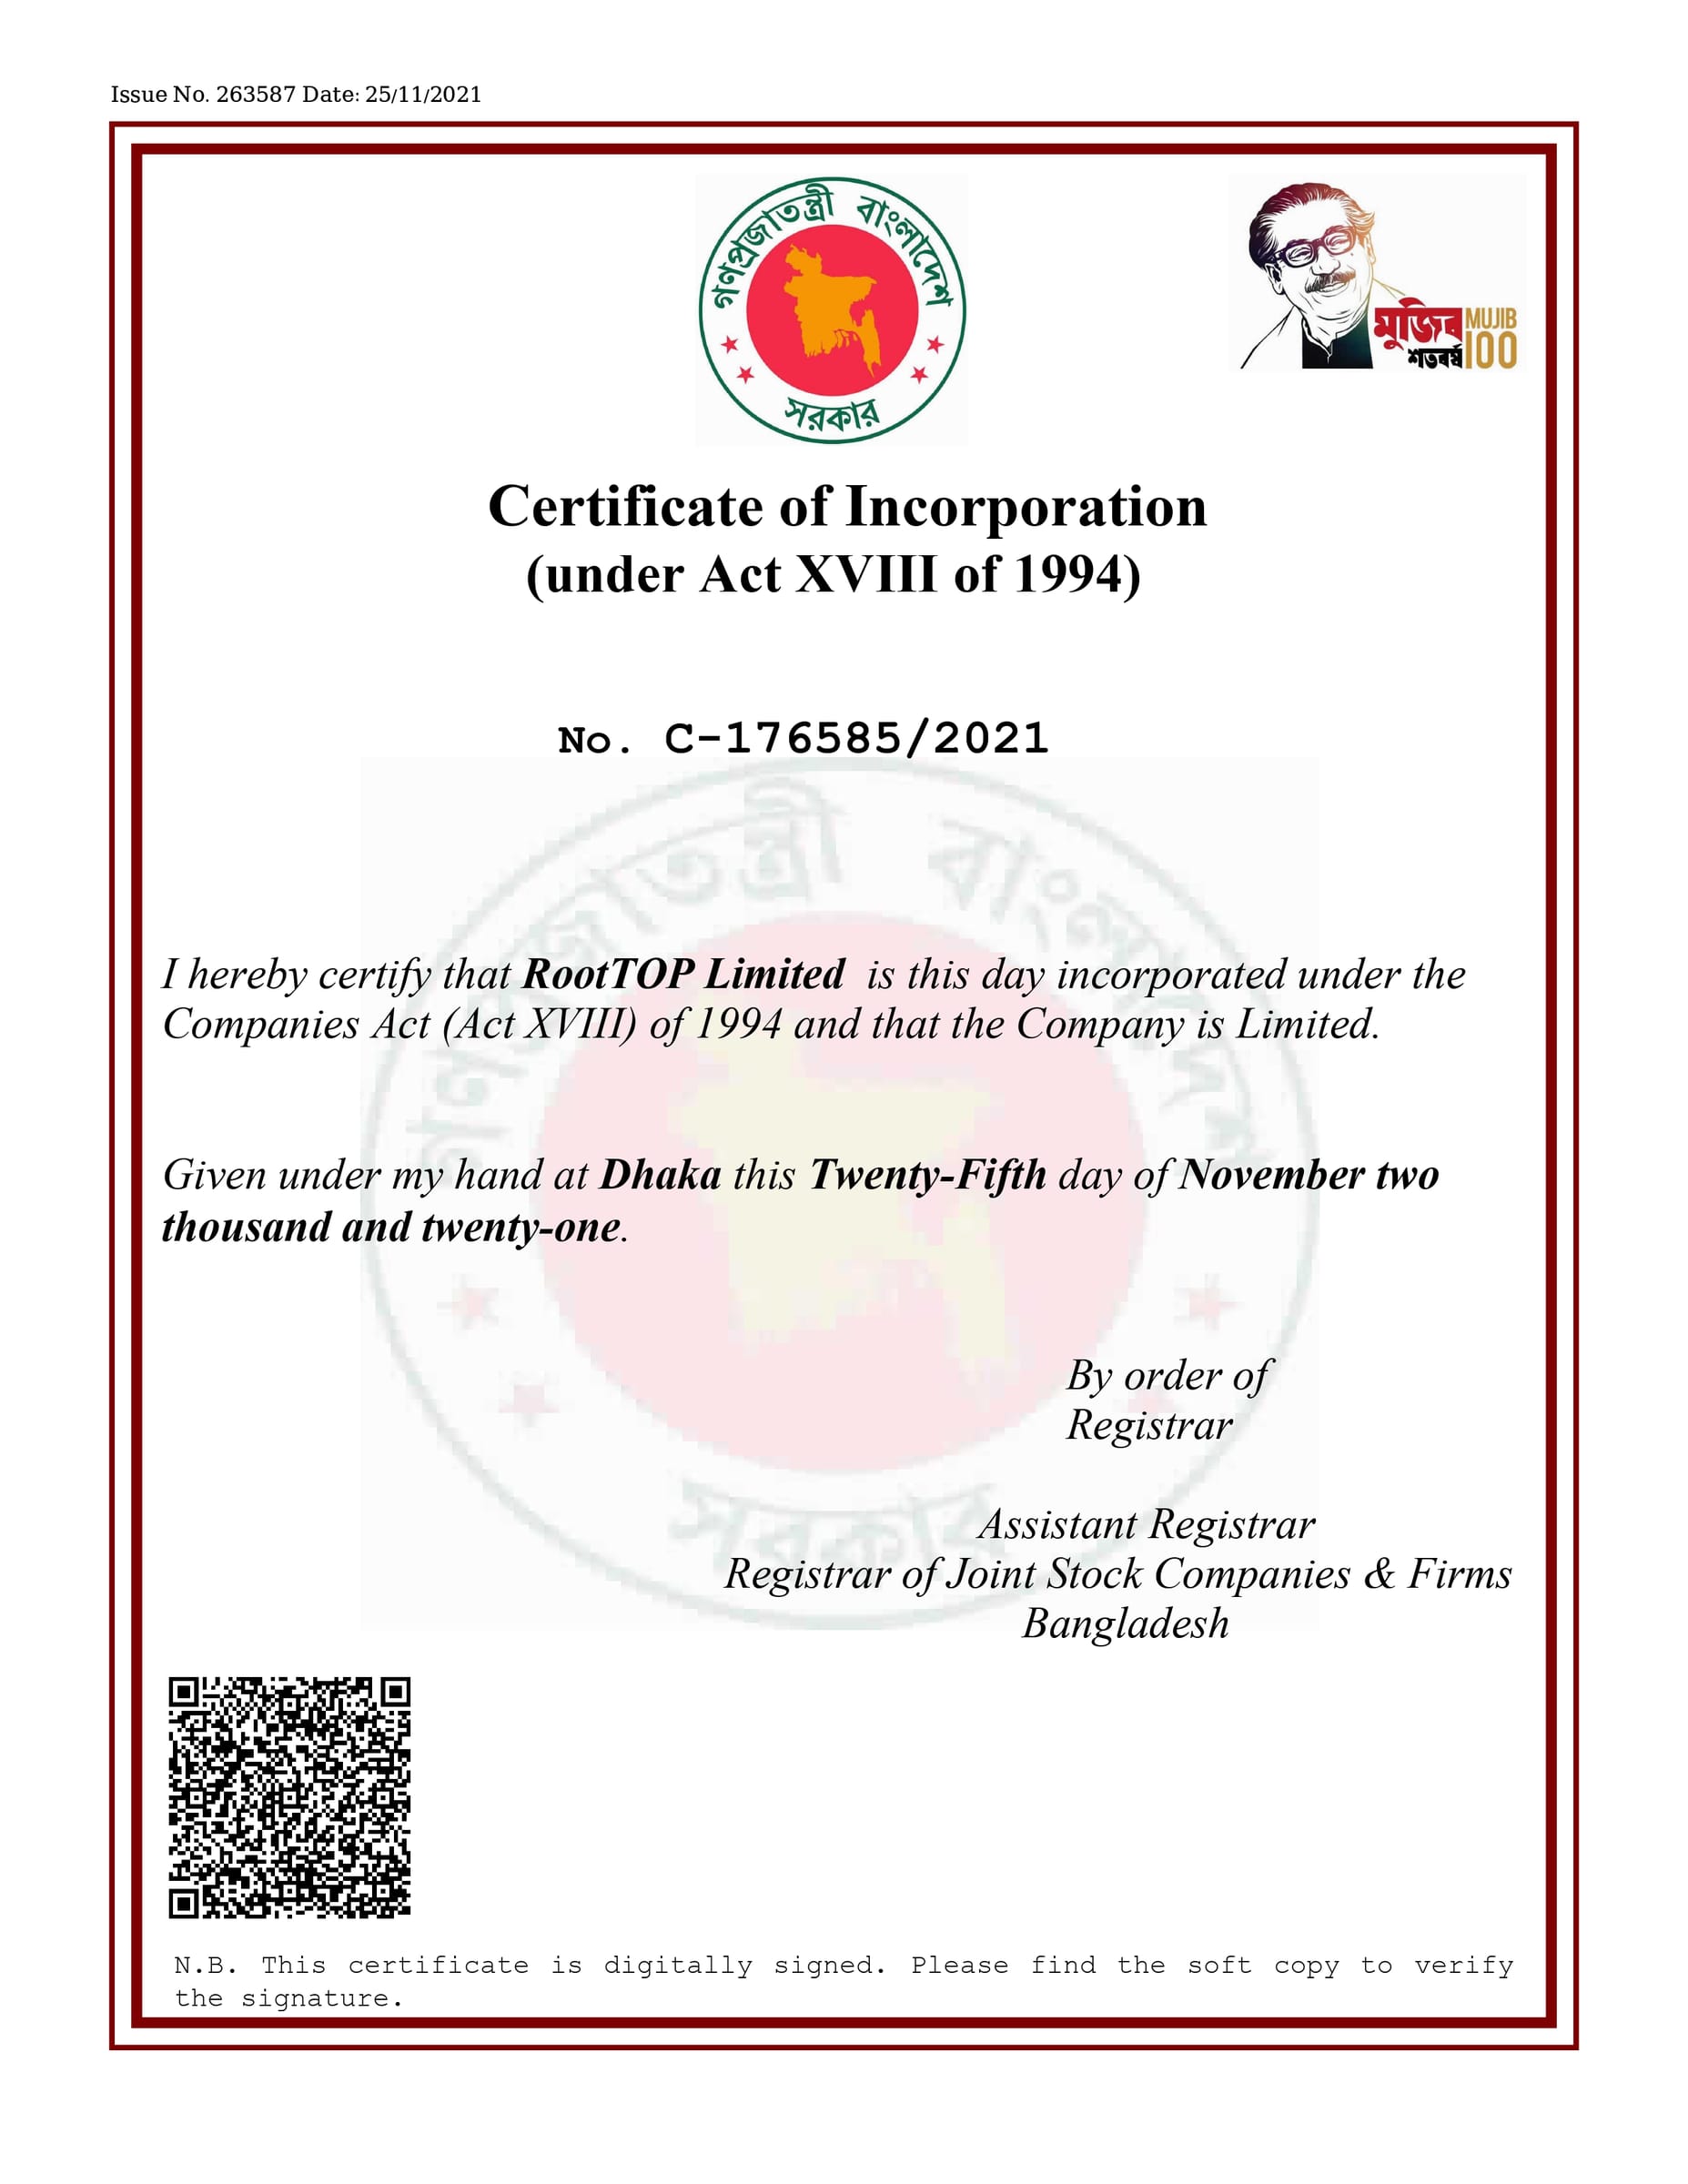 Issue No. 263587 Date: 25/11/2021
গণপ্রজাতন্ত্রী বাংলাদেশ
সরকার
মুজিব MUJIB
শতবর্ষ 100
Certificate of Incorporation
(under Act XVIII of 1994)
No. C-176585/2021
গণপ্রজাতন্ত্রী বাংলাদেশ
I hereby certify that RootTOP Limited is this day incorporated under the
Companies Act (Act XVIII) of 1994 and that the Company is Limited.
Given under my hand at Dhaka this Twenty-Fifth day of November two
thousand and twenty-one.
By order of
Registrar
সরকার
Assistant Registrar
Registrar of Joint Stock Companies & Firms
Bangladesh
N.B. This certificate is digitally signed. Please find the soft copy to verify
the signature.